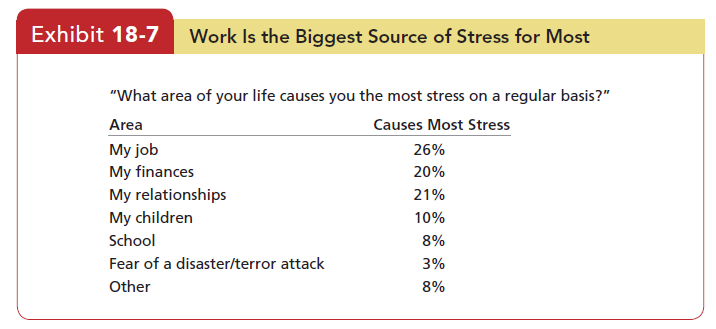 Exhibit 18-7 Work Is the Biggest Source of Stress for Most
"What area of your life causes you the most stress on a regular basis?"
Area Causes Most Stress
My job 26%
My finances 20%
My relationships 21%
My children 10%
School 8%
Fear of a disaster/terror attack 3%
Other 8%